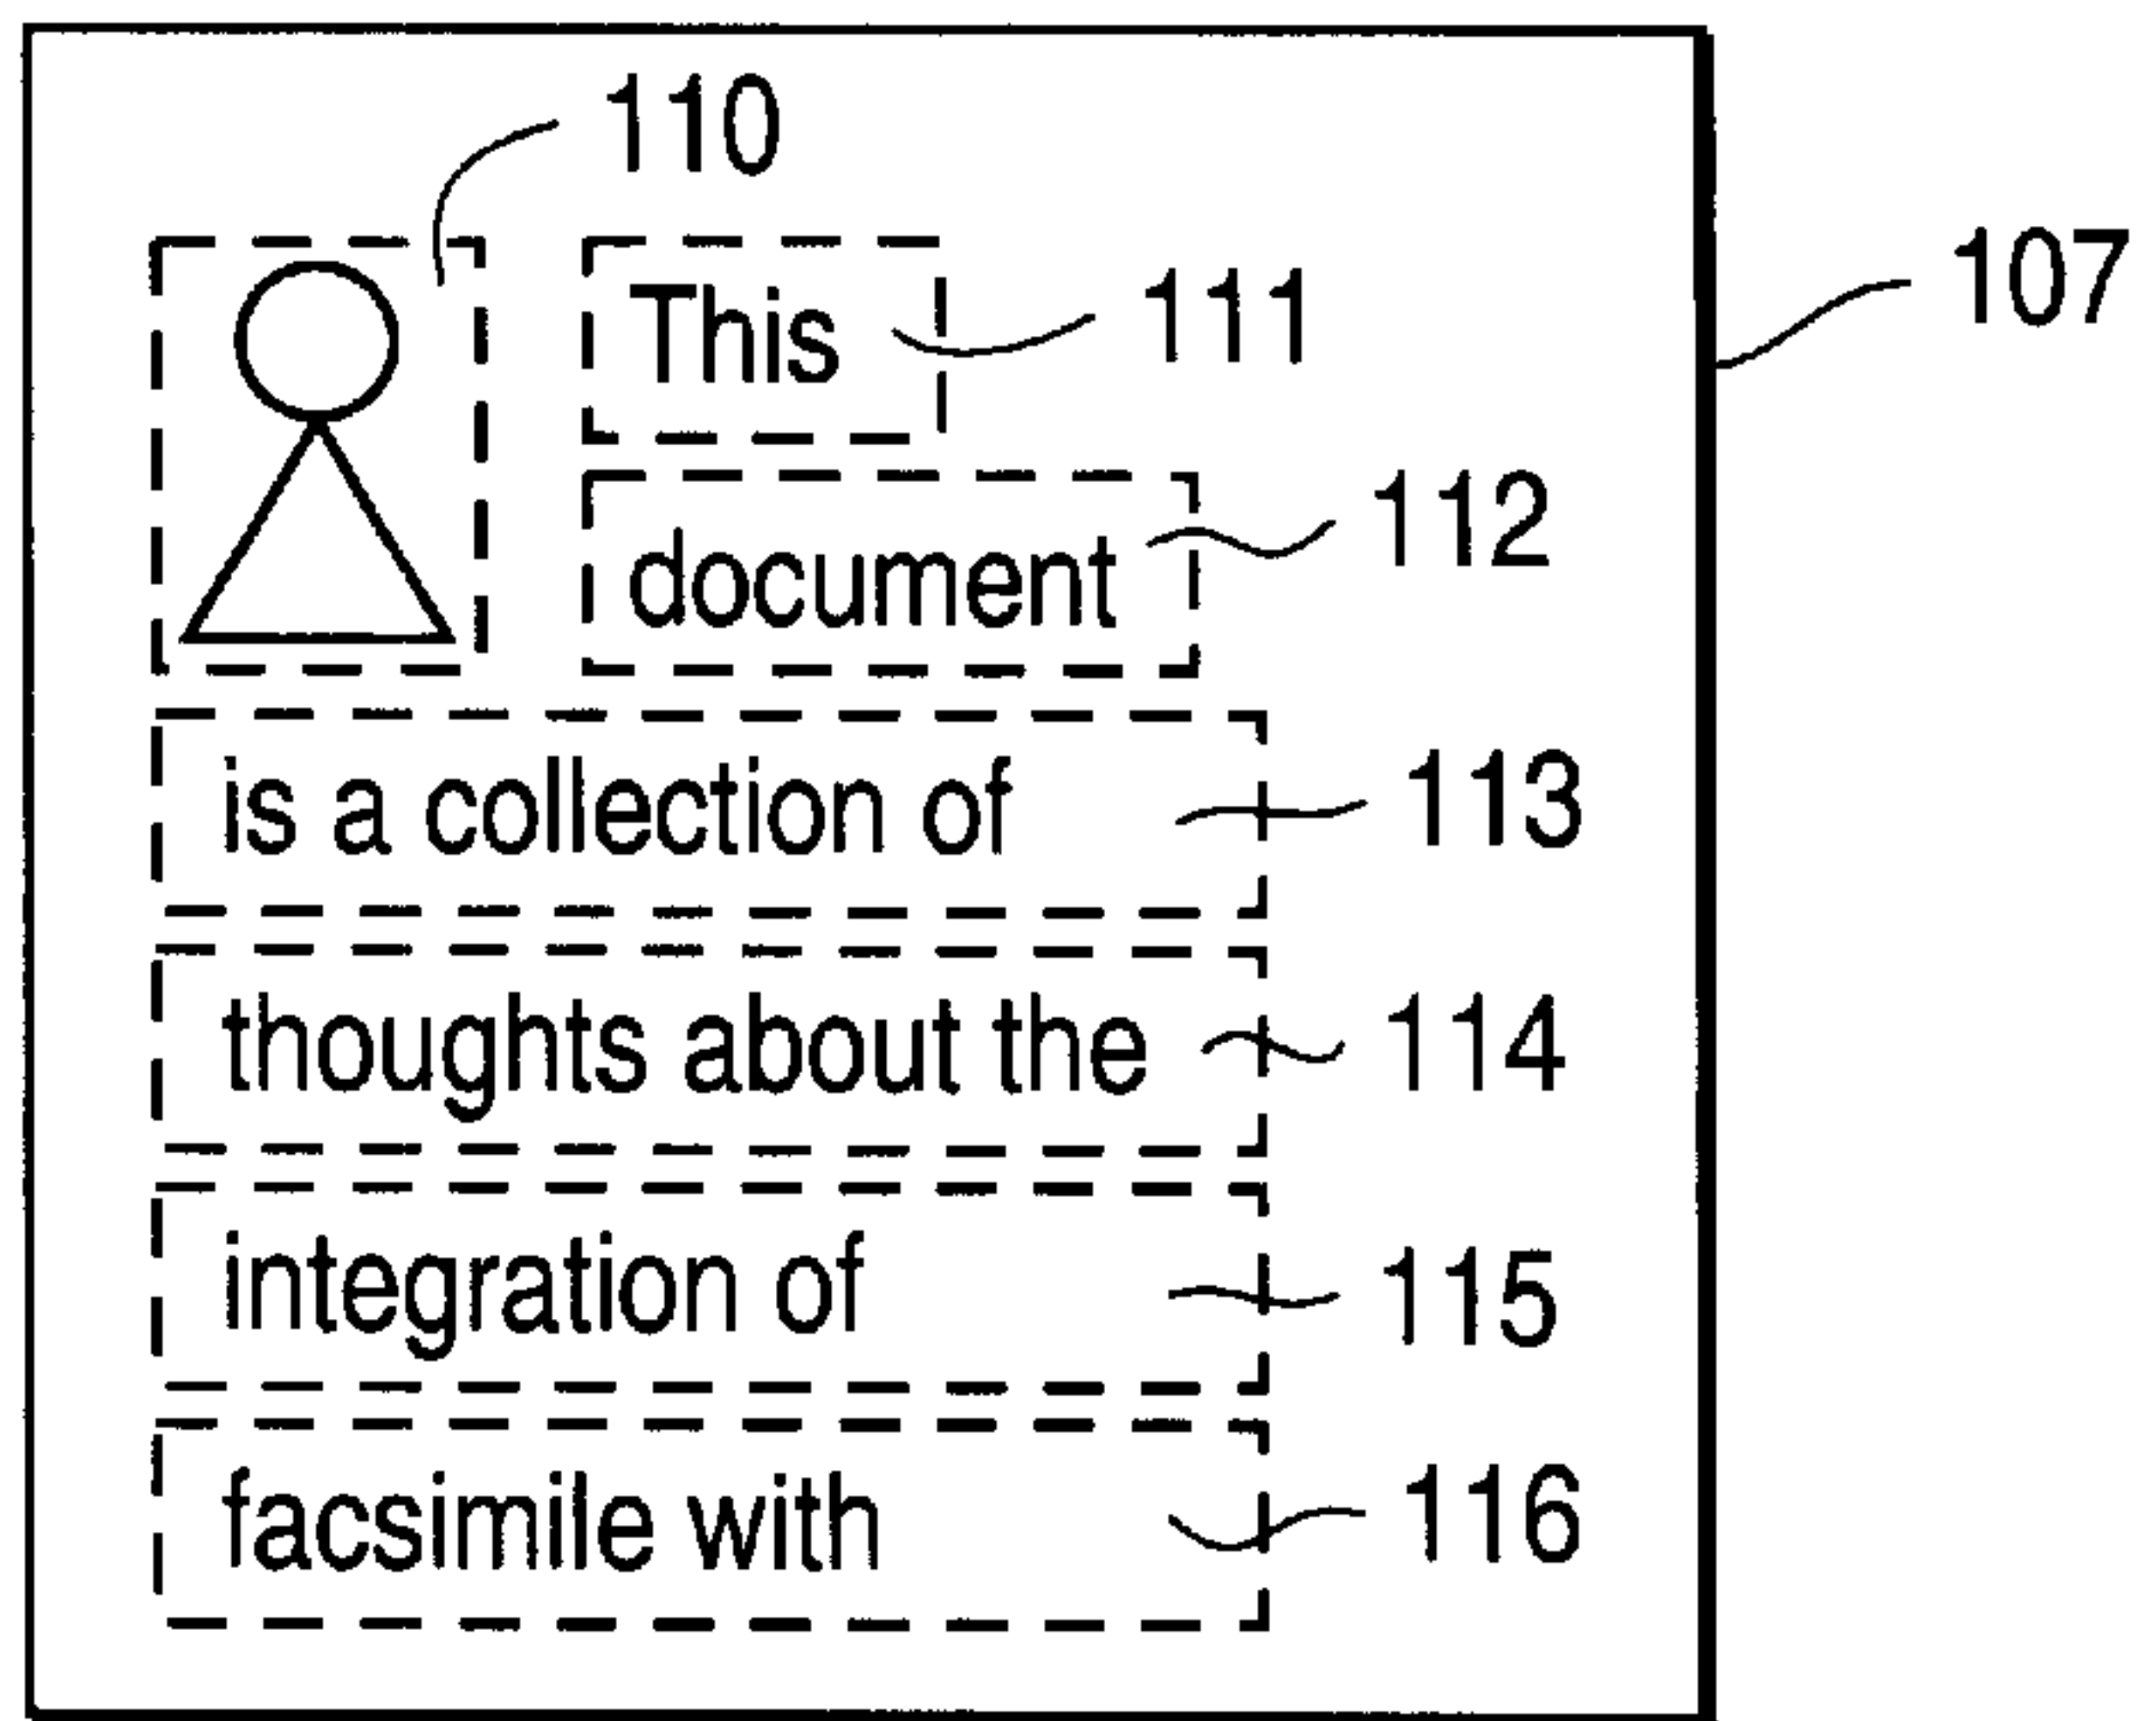 110
This 111
107
document 112
is a collection of 113
thoughts about the 114
integration of 115
facsimile with 116